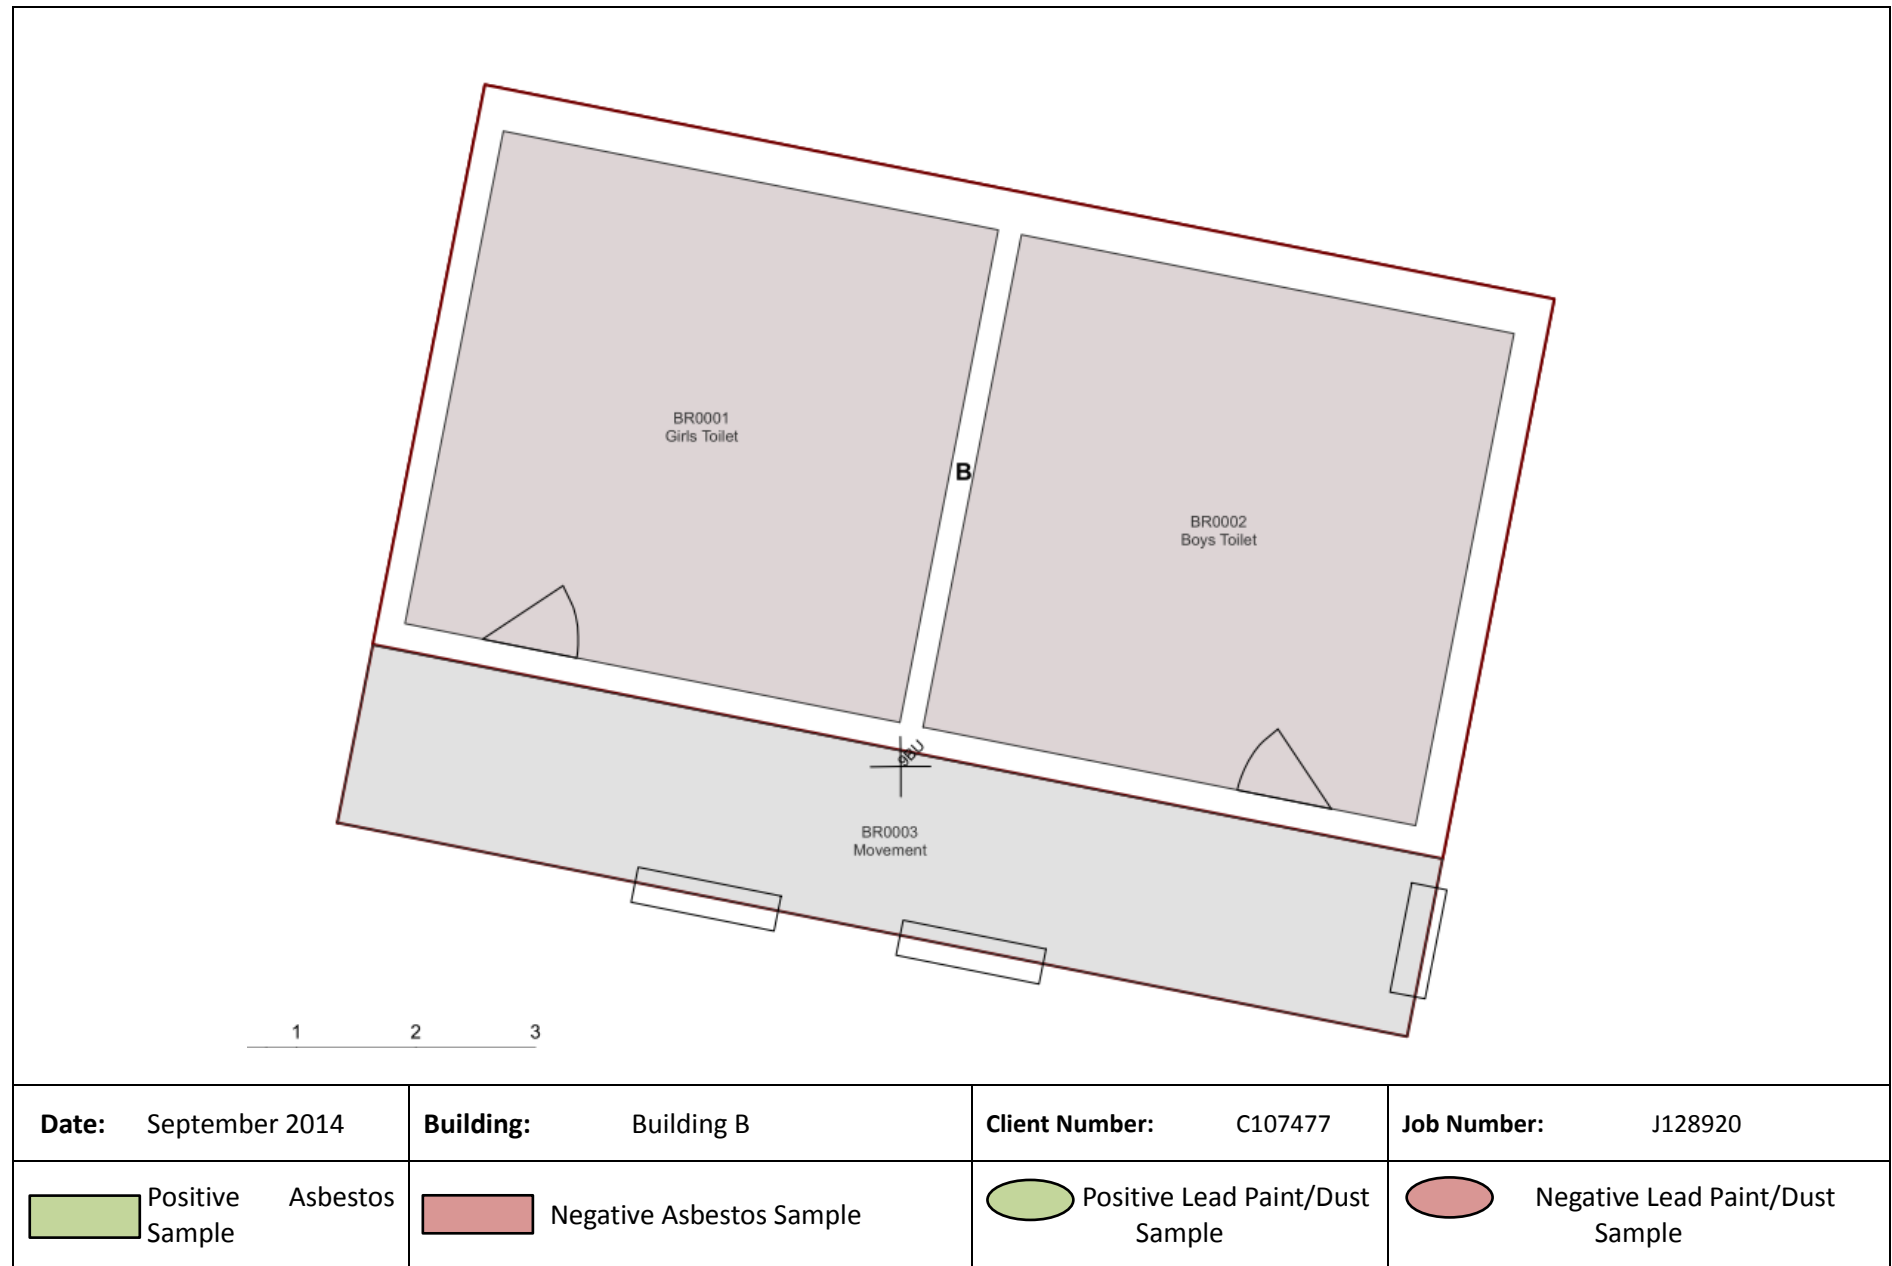 BR0001
Girls Toilet
B
BR0002
Boys Toilet
9BU
BR0003
Movement
1 2 3
Date: September 2014 Building: Building B Client Number: C107477 Job Number: J128920
Positive Asbestos
Sample
Negative Asbestos Sample
Positive Lead Paint/Dust
Sample
Negative Lead Paint/Dust
Sample